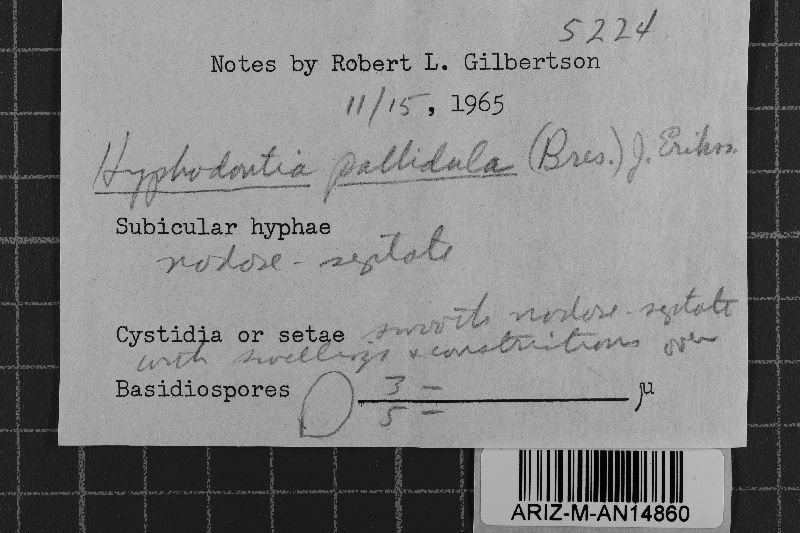 5224
Notes by Robert L. Gilbertson
11/15, 1965
Hyphodontia pallidula (Bres.) J. Erikss.
Subicular hyphae
nodose-septate
Cystidia or setae smooth nodose-septate
with swellings & constrictions over
Basidiospores 3 –
5 – μ
ARIZ-M-AN14860